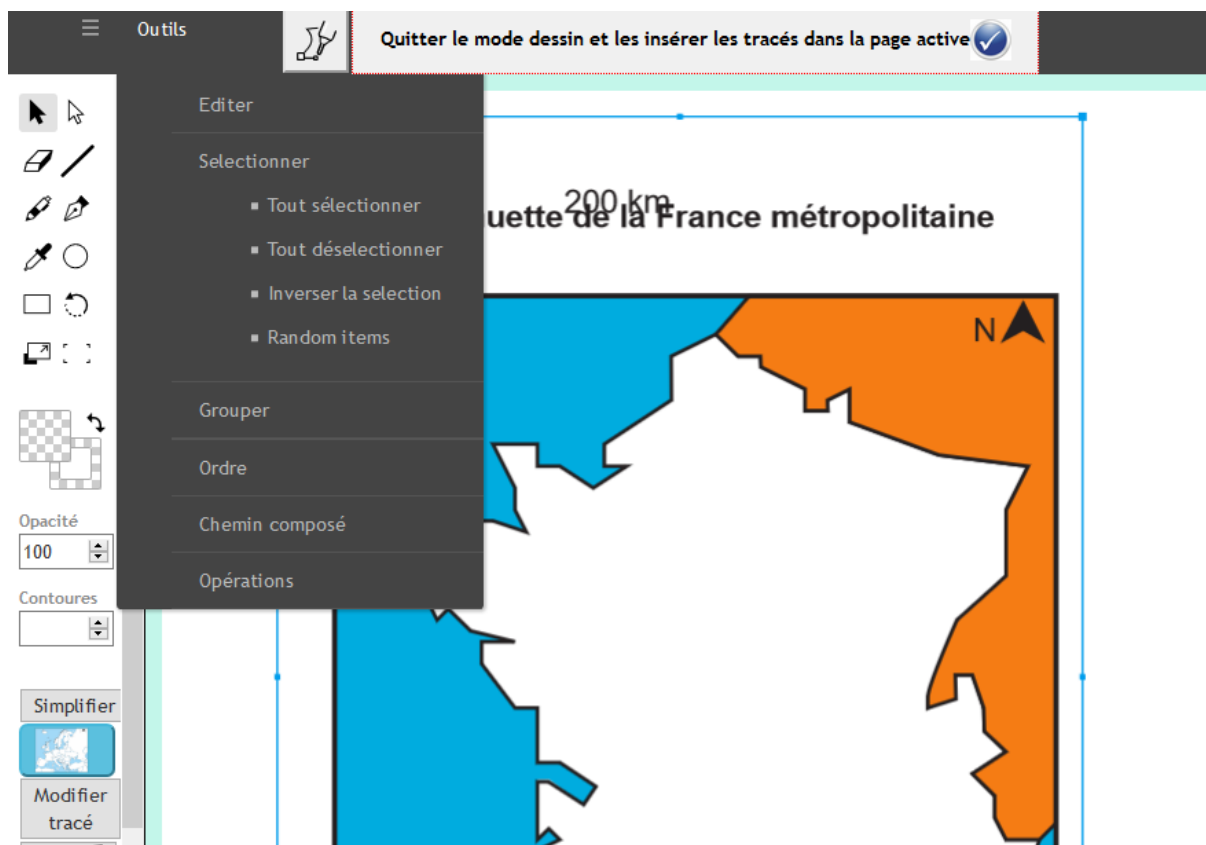 Outils
Quitter le mode dessin et les insérer les tracés dans la page active
Editer
Selectionner
Tout sélectionner
Tout déselectionner
Inverser la selection
Random items
Grouper
Ordre
Chemin composé
Opérations
200 km
uette de la France métropolitaine
N
Opacité
100
Contoures
Simplifier
Modifier
tracé